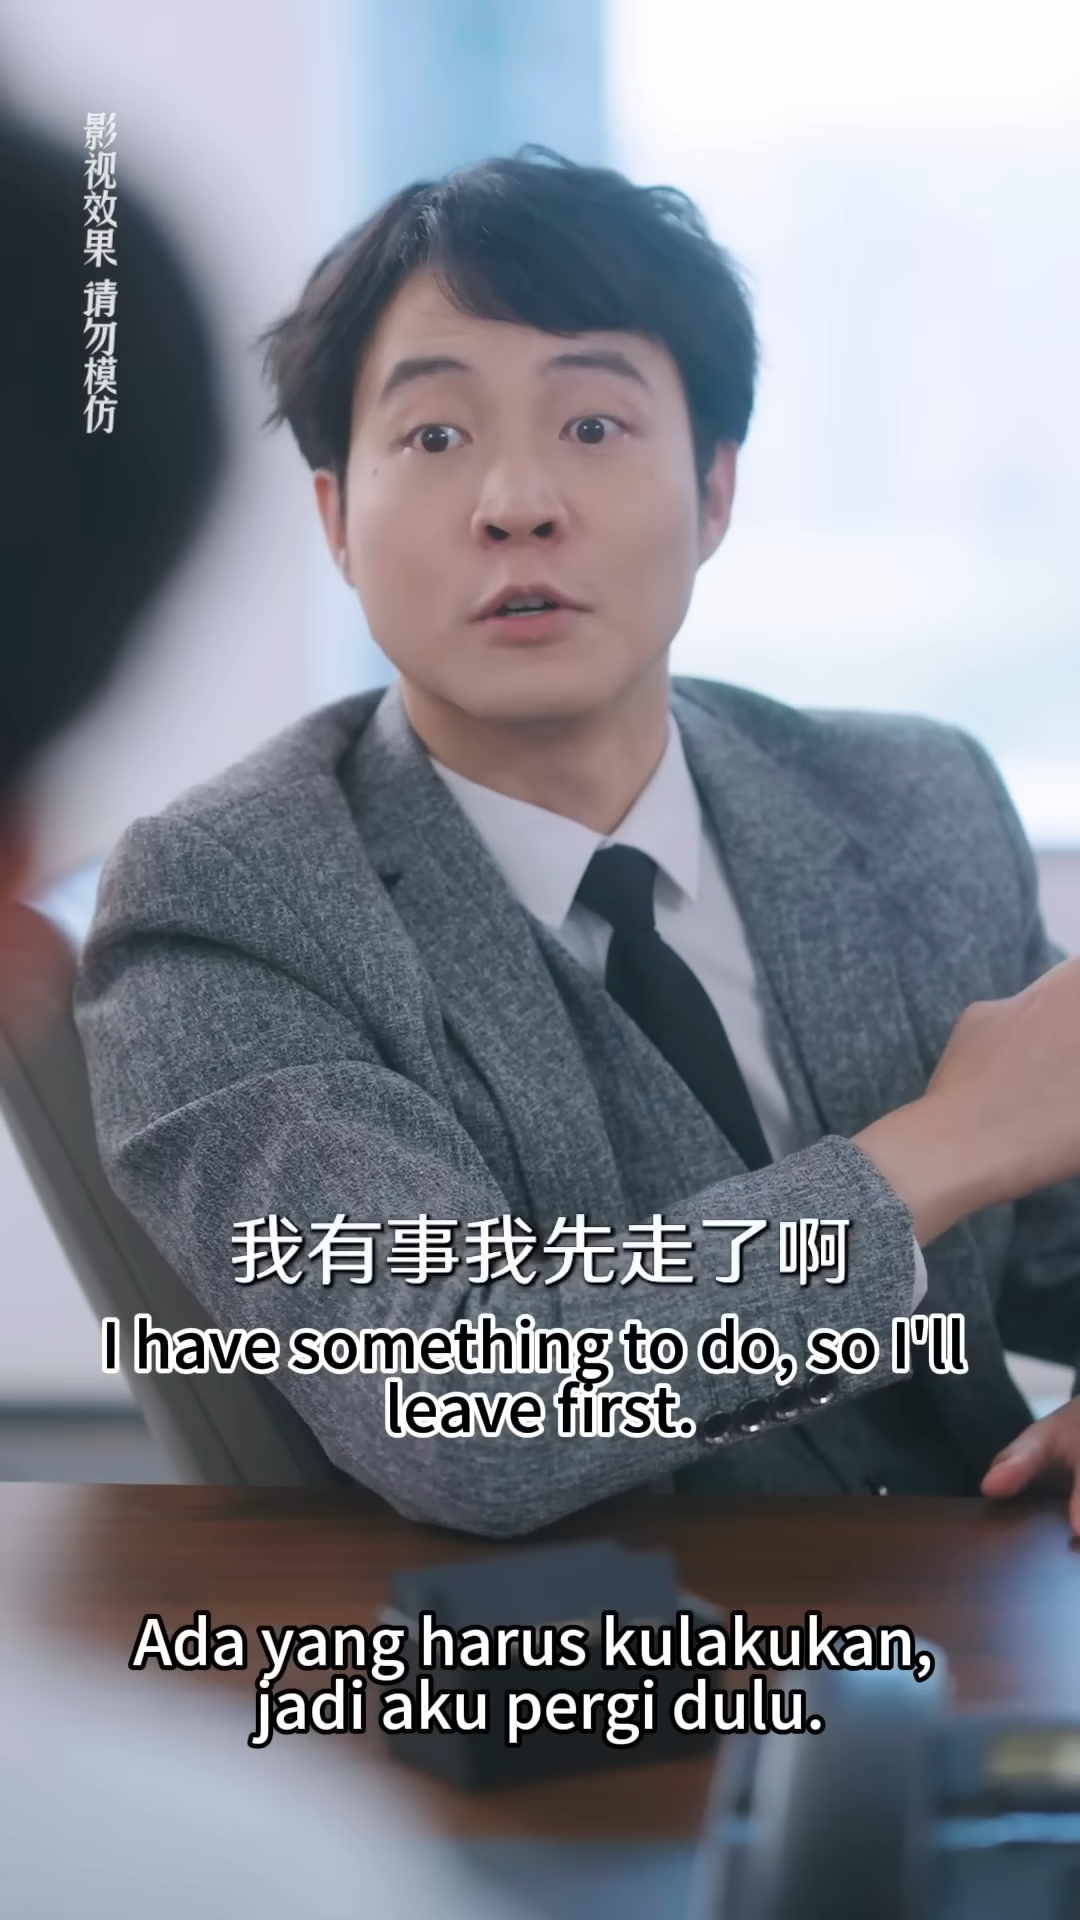 影视效果 请勿模仿
我有事我先走了啊
I have something to do, so I'll
leave first.
Ada yang harus kulakukan,
jadi aku pergi dulu.